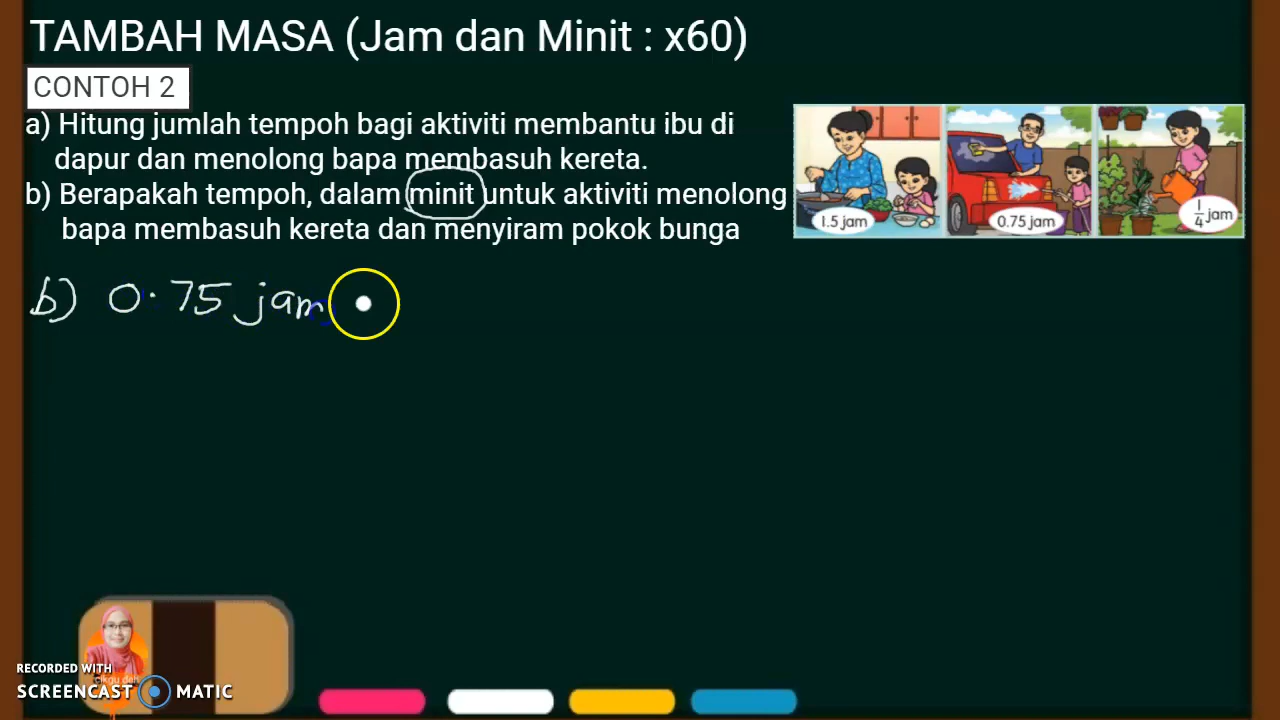 TAMBAH MASA (Jam dan Minit : x60)
CONTOH 2
a) Hitung jumlah tempoh bagi aktiviti membantu ibu di
dapur dan menolong bapa membasuh kereta.
b) Berapakah tempoh, dalam minit untuk aktiviti menolong
bapa membasuh kereta dan menyiram pokok bunga
1.5 jam
0.75 jam
1/4 jam
b) 0.75 jam
RECORDED WITH
SCREENCAST MATIC